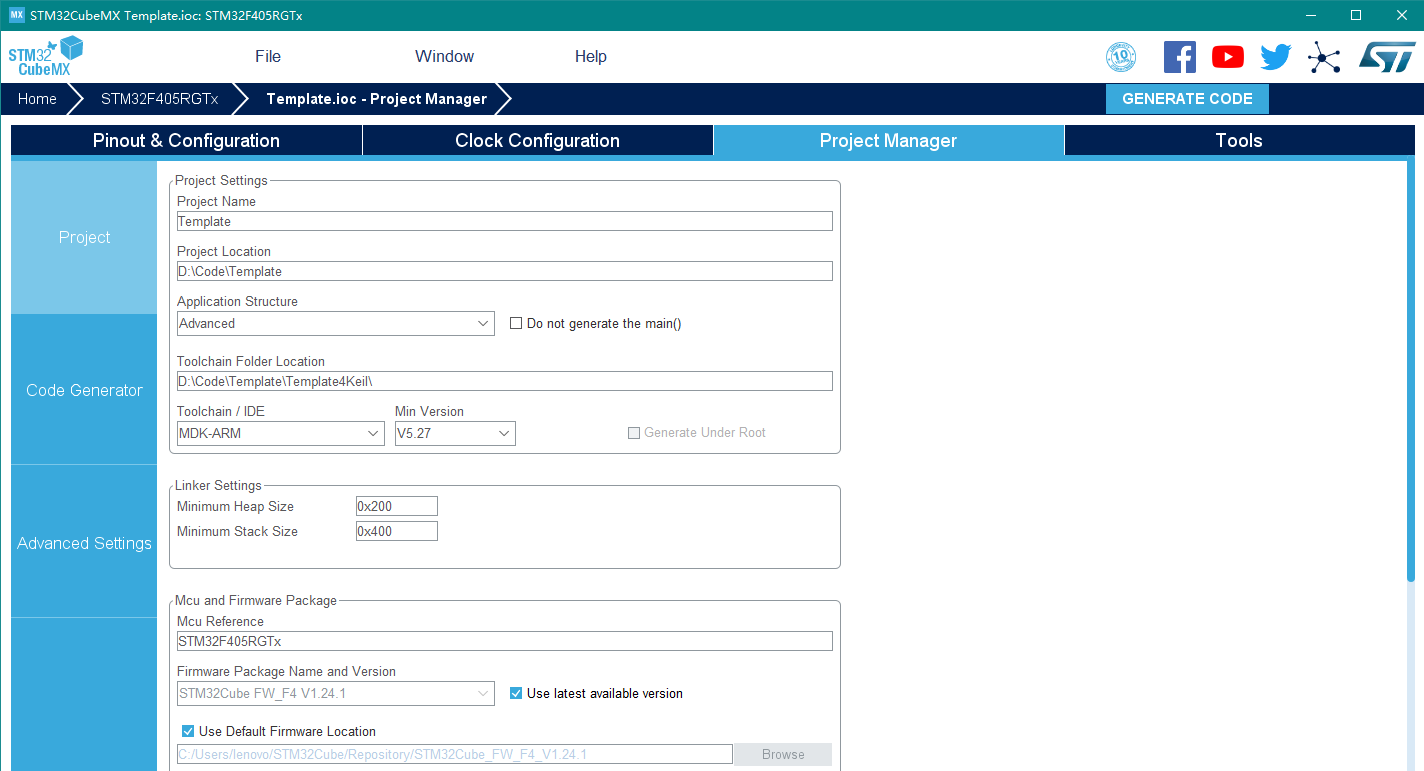 MX STM32CubeMX Template.ioc: STM32F405RGTx
STM32 CubeMX
File Window Help
10
ST
Home STM32F405RGTx Template.ioc - Project Manager GENERATE CODE
Pinout & Configuration Clock Configuration Project Manager Tools
Project
Code Generator
Advanced Settings
Project Settings
Project Name
Template
Project Location
D:\Code\Template
Application Structure
Advanced Do not generate the main()
Toolchain Folder Location
D:\Code\Template\Template4Keil\
Toolchain / IDE Min Version
MDK-ARM V5.27 Generate Under Root
Linker Settings
Minimum Heap Size 0x200
Minimum Stack Size 0x400
Mcu and Firmware Package
Mcu Reference
STM32F405RGTx
Firmware Package Name and Version
STM32Cube FW_F4 V1.24.1 Use latest available version
Use Default Firmware Location
C:/Users/lenovo/STM32Cube/Repository/STM32Cube_FW_F4_V1.24.1 Browse